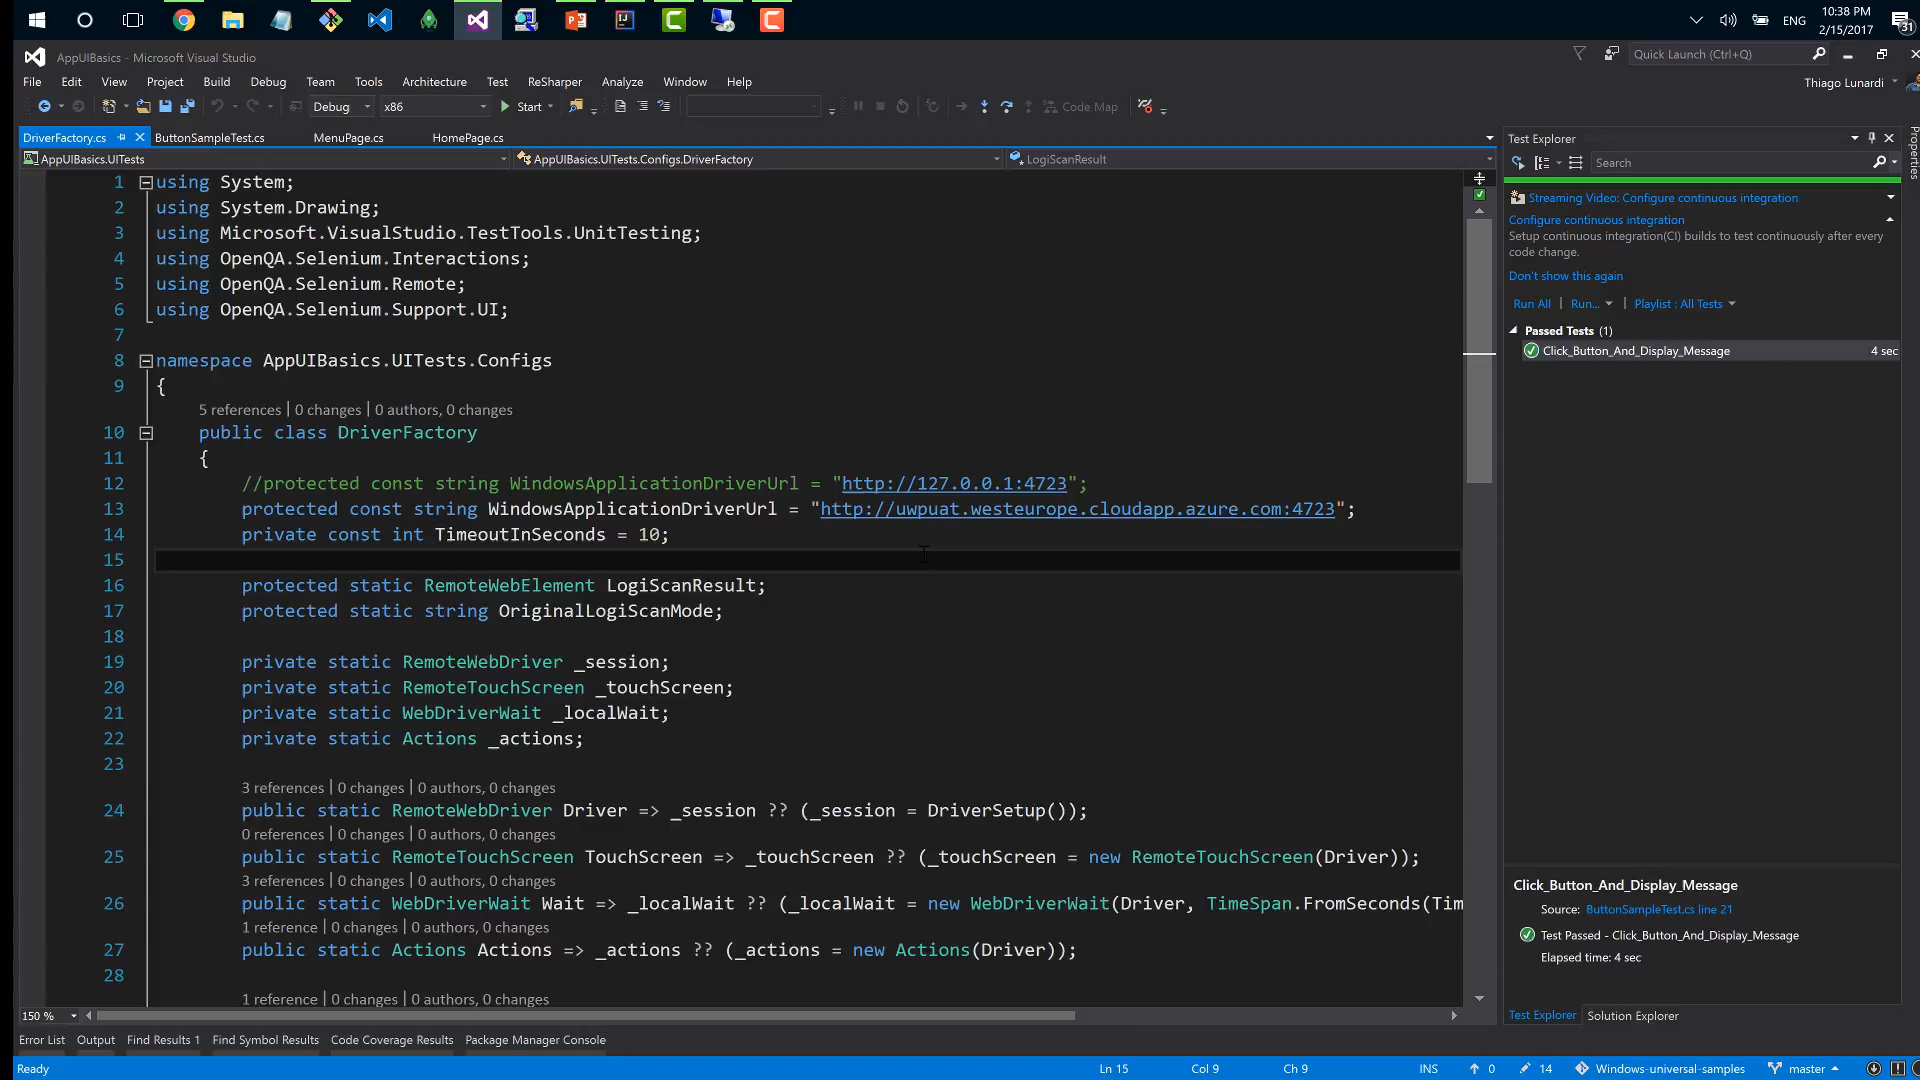 ENG
10:38 PM
2/15/2017
31
AppUIBasics - Microsoft Visual Studio
Quick Launch (Ctrl+Q)
File Edit View Project Build Debug Team Tools Architecture Test ReSharper Analyze Window Help
Thiago Lunardi
Debug x86 Start Code Map
DriverFactory.cs ButtonSampleTest.cs MenuPage.cs HomePage.cs
AppUIBasics.UITests AppUIBasics.UITests.Configs.DriverFactory LogiScanResult
1 using System;
2 using System.Drawing;
3 using Microsoft.VisualStudio.TestTools.UnitTesting;
4 using OpenQA.Selenium.Interactions;
5 using OpenQA.Selenium.Remote;
6 using OpenQA.Selenium.Support.UI;
7
8 namespace AppUIBasics.UITests.Configs
9 {
5 references | 0 changes | 0 authors, 0 changes
10 public class DriverFactory
11 {
12 //protected const string WindowsApplicationDriverUrl = "http://127.0.0.1:4723";
13 protected const string WindowsApplicationDriverUrl = "http://uwpuat.westeurope.cloudapp.azure.com:4723";
14 private const int TimeoutInSeconds = 10;
15
16 protected static RemoteWebElement LogiScanResult;
17 protected static string OriginalLogiScanMode;
18
19 private static RemoteWebDriver _session;
20 private static RemoteTouchScreen _touchScreen;
21 private static WebDriverWait _localWait;
22 private static Actions _actions;
23
3 references | 0 changes | 0 authors, 0 changes
24 public static RemoteWebDriver Driver => _session ?? (_session = DriverSetup());
0 references | 0 changes | 0 authors, 0 changes
25 public static RemoteTouchScreen TouchScreen => _touchScreen ?? (_touchScreen = new RemoteTouchScreen(Driver));
3 references | 0 changes | 0 authors, 0 changes
26 public static WebDriverWait Wait => _localWait ?? (_localWait = new WebDriverWait(Driver, TimeSpan.FromSeconds(Tim
1 reference | 0 changes | 0 authors, 0 changes
27 public static Actions Actions => _actions ?? (_actions = new Actions(Driver));
28
1 reference | 0 changes | 0 authors, 0 changes
150 %
Error List Output Find Results 1 Find Symbol Results Code Coverage Results Package Manager Console
Test Explorer
Search
Streaming Video: Configure continuous integration
Configure continuous integration
Setup continuous integration(CI) builds to test continuously after every
code change.
Don't show this again
Run All | Run... | Playlist : All Tests
Passed Tests (1)
Click_Button_And_Display_Message 4 sec
Click_Button_And_Display_Message
Source: ButtonSampleTest.cs line 21
Test Passed - Click_Button_And_Display_Message
Elapsed time: 4 sec
Test Explorer Solution Explorer
Properties
Ready Ln 15 Col 9 Ch 9 INS 0 14 Windows-universal-samples master